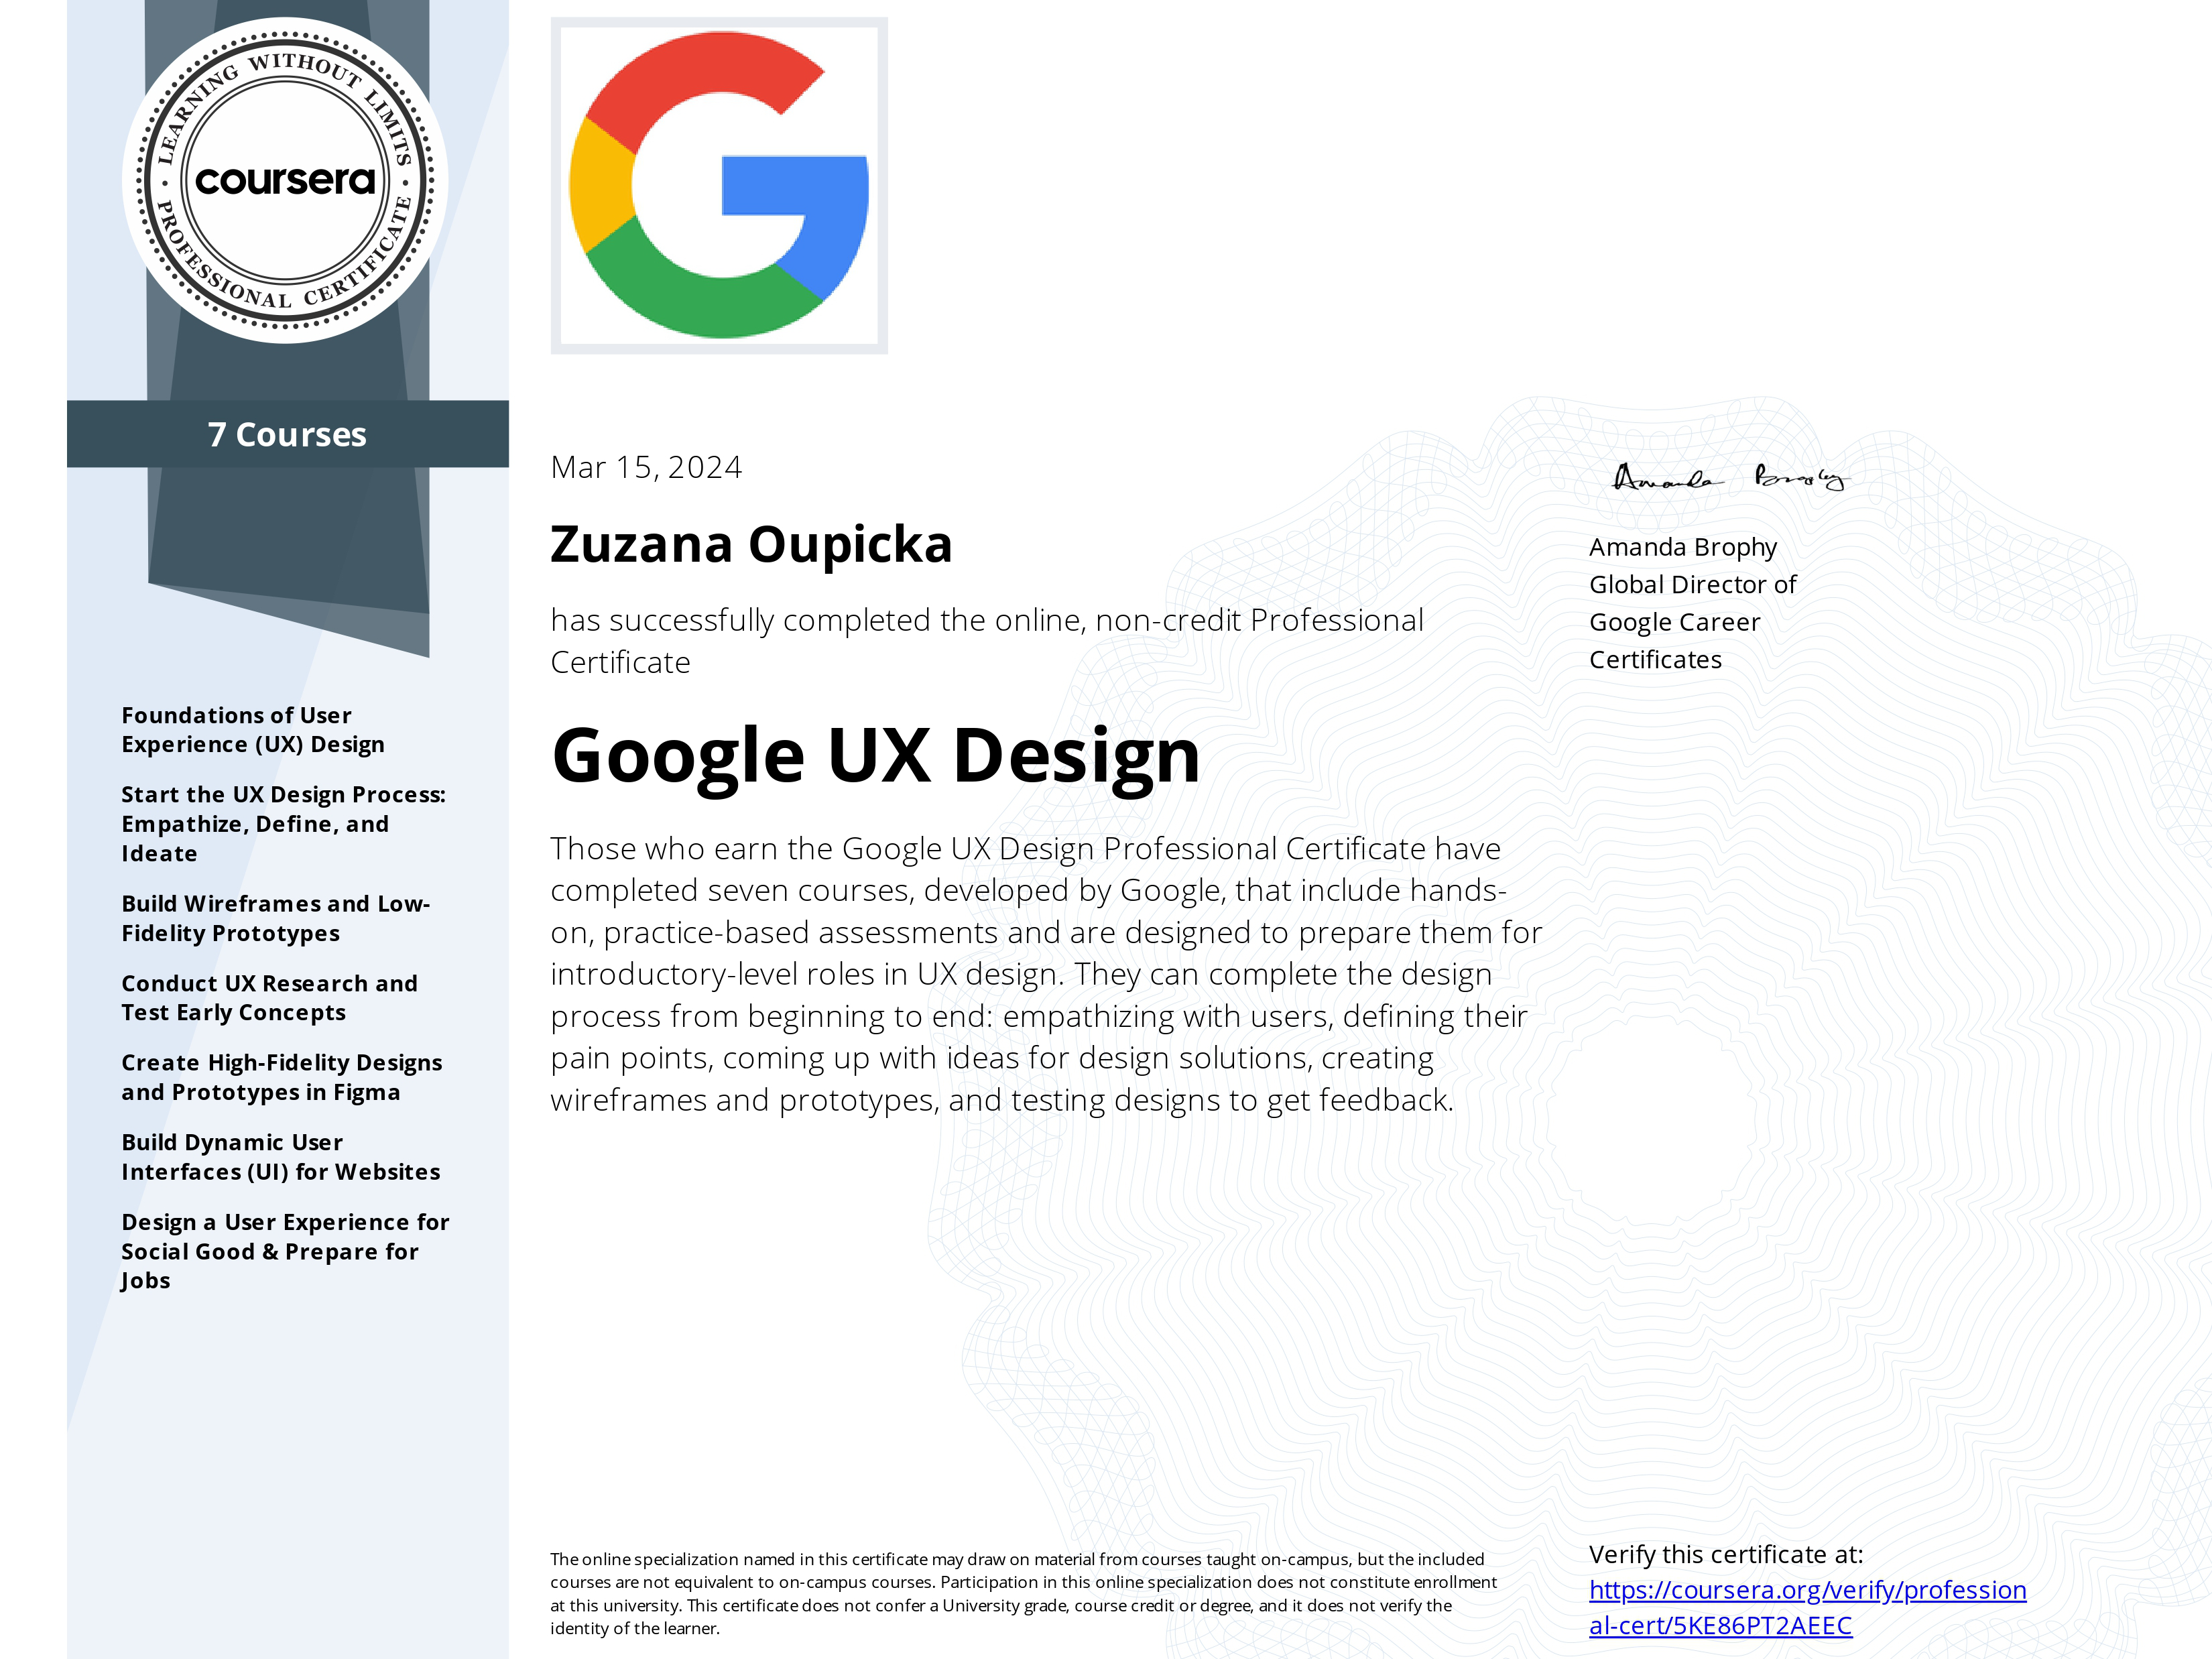 LEARNING WITHOUT LIMITS
coursera
PROFESSIONAL CERTIFICATE
7 Courses
Foundations of User
Experience (UX) Design
Start the UX Design Process:
Empathize, Define, and
Ideate
Build Wireframes and Low-
Fidelity Prototypes
Conduct UX Research and
Test Early Concepts
Create High-Fidelity Designs
and Prototypes in Figma
Build Dynamic User
Interfaces (UI) for Websites
Design a User Experience for
Social Good & Prepare for
Jobs
Mar 15, 2024
Zuzana Oupicka
has successfully completed the online, non-credit Professional
Certificate
Google UX Design
Those who earn the Google UX Design Professional Certificate have
completed seven courses, developed by Google, that include hands-
on, practice-based assessments and are designed to prepare them for
introductory-level roles in UX design. They can complete the design
process from beginning to end: empathizing with users, defining their
pain points, coming up with ideas for design solutions, creating
wireframes and prototypes, and testing designs to get feedback.
Amanda Brophy
Amanda Brophy
Global Director of
Google Career
Certificates
The online specialization named in this certificate may draw on material from courses taught on-campus, but the included
courses are not equivalent to on-campus courses. Participation in this online specialization does not constitute enrollment
at this university. This certificate does not confer a University grade, course credit or degree, and it does not verify the
identity of the learner.
Verify this certificate at:
https://coursera.org/verify/profession
al-cert/5KE86PT2AEEC